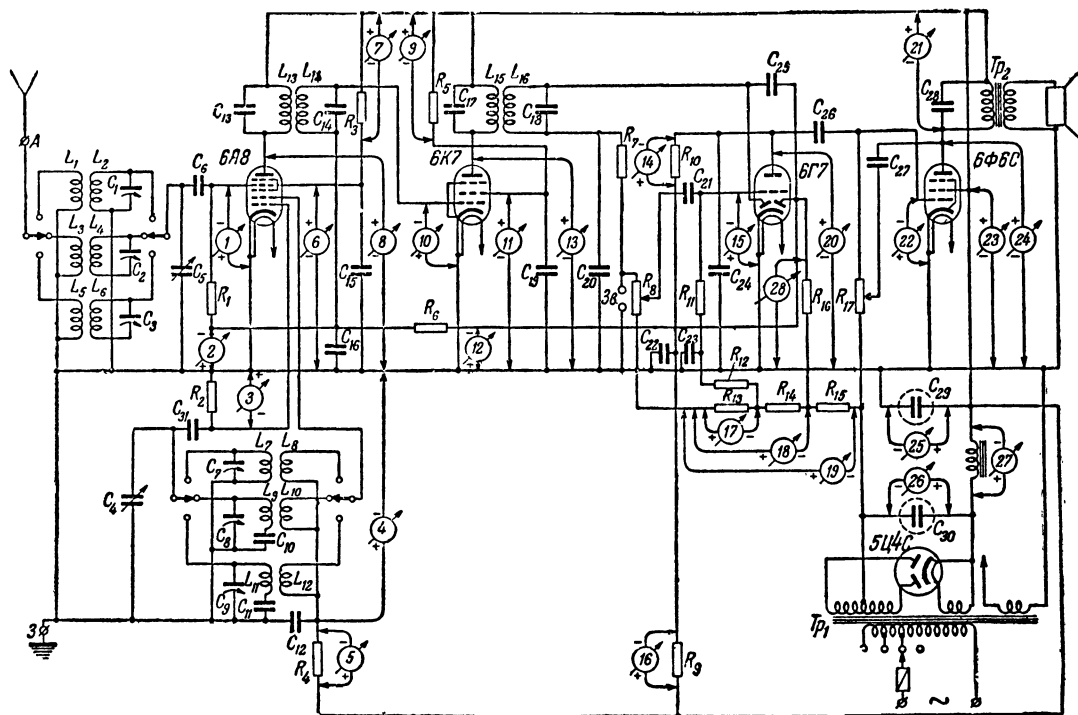 7 9 21
Tp₂
L₁₃ L₁₄ R₃ R₅ C₁₇ L₁₅ L₁₆ C₂₅ C₂₈
C₁₃ C₁₄ C₁₈ C₂₆
A
6А8 6К7 R₇ 14 R₁₀ 6Г7 C₂₇ 6Ф6С
L₁ L₂ C₁ C₆ C₂₁
L₃ L₄ C₂ 1 6 8 10 11 13 15 20 22 23 24
L₅ L₆ C₃ C₅ R₁ C₁₅ C₁₉ C₂₀ Зв. R₈ R₁₁ C₂₄ 28 R₁₆ R₁₇
2 C₁₆ R₆ 12 C₂₂ C₂₃
R₂ 3 R₁₂ C₂₉
C₃₁ R₁₃ R₁₄ R₁₅
17 25
C₄ C₇ L₇ L₈ 18 27
19 26
C₈ L₉ L₁₀ 4 C₃₀
C₁₀ 5Ц4С
C₉ L₁₁ L₁₂
C₁₁ C₁₂
З Tp₁
R₄ 5 16 R₉
~